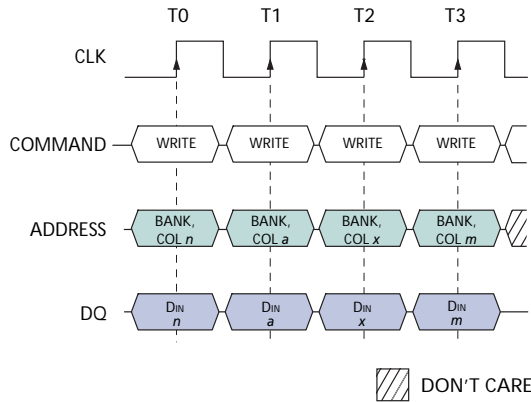 T0 T1 T2 T3
CLK
COMMAND WRITE WRITE WRITE WRITE
ADDRESS BANK, COL n BANK, COL a BANK, COL x BANK, COL m
DQ DIN n DIN a DIN x DIN m
DON'T CARE